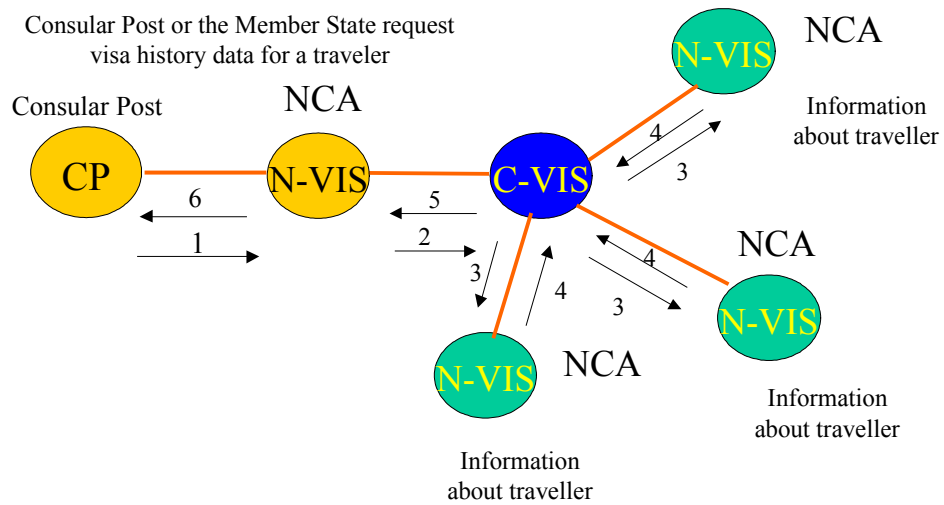 Consular Post or the Member State request
visa history data for a traveler
NCA
N-VIS
Consular Post
NCA
Information
about traveller
4
3
CP
N-VIS
C-VIS
6
5
1
2
3
4
4
3
NCA
N-VIS
N-VIS
NCA
Information
about traveller
Information
about traveller